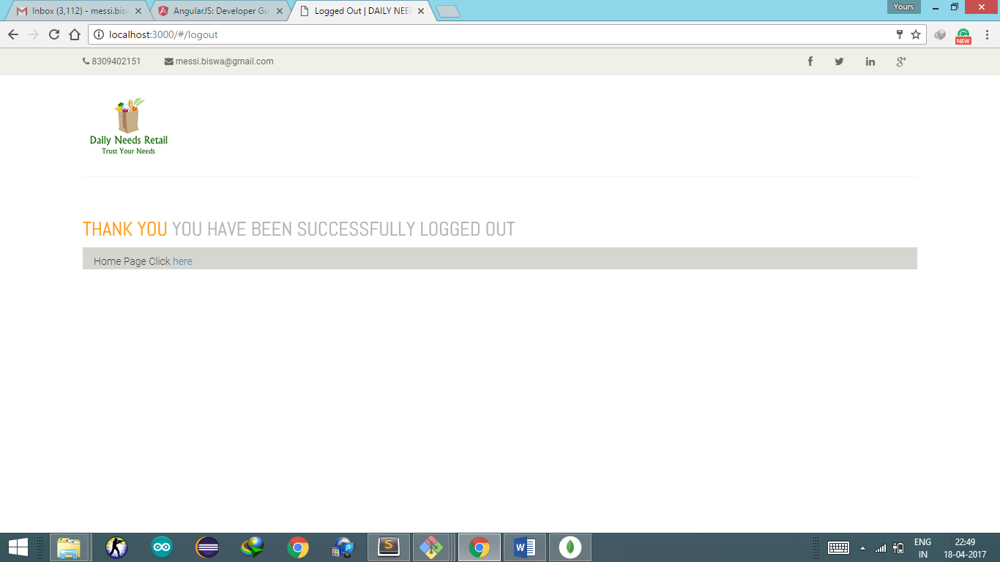 Inbox (3,112) - messi.bisw
AngularJS: Developer Gu
Logged Out | DAILY NEE
Yours
localhost:3000/#/logout
NEW
8309402151
messi.biswa@gmail.com
Daily Needs Retail
Trust Your Needs
THANK YOU YOU HAVE BEEN SUCCESSFULLY LOGGED OUT
Home Page Click here
ENG
IN
22:49
18-04-2017